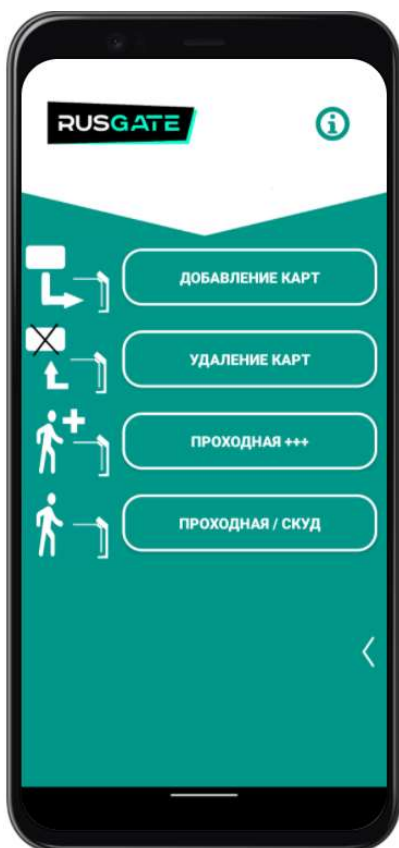 RUSGATE
ДОБАВЛЕНИЕ КАРТ
УДАЛЕНИЕ КАРТ
ПРОХОДНАЯ +++
ПРОХОДНАЯ / СКУД